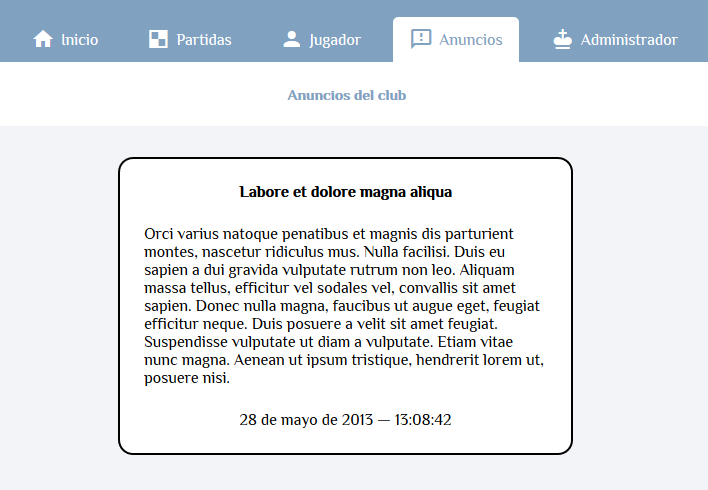 Inicio Partidas Jugador Anuncios Administrador
Anuncios del club
Labore et dolore magna aliqua
Orci varius natoque penatibus et magnis dis parturient
montes, nascetur ridiculus mus. Nulla facilisi. Duis eu
sapien a dui gravida vulputate rutrum non leo. Aliquam
massa tellus, efficitur vel sodales vel, convallis sit amet
sapien. Donec nulla magna, faucibus ut augue eget, feugiat
efficitur neque. Duis posuere a velit sit amet feugiat.
Suspendisse vulputate ut diam a vulputate. Etiam vitae
nunc magna. Aenean ut ipsum tristique, hendrerit lorem ut,
posuere nisi.
28 de mayo de 2013 — 13:08:42